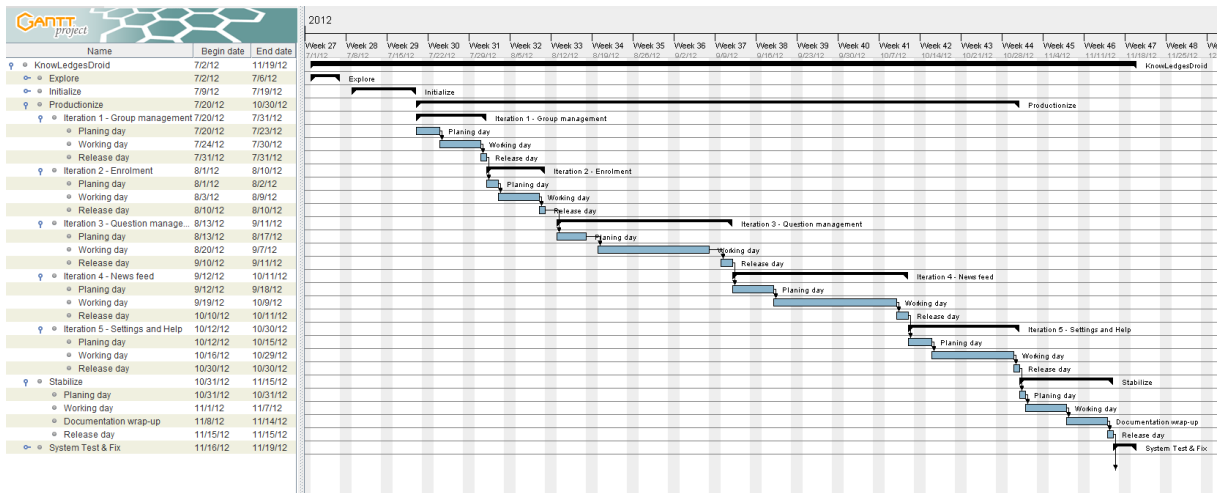 GANTT
project
2012
Week 27 Week 28 Week 29 Week 30 Week 31 Week 32 Week 33 Week 34 Week 35 Week 36 Week 37 Week 38 Week 39 Week 40 Week 41 Week 42 Week 43 Week 44 Week 45 Week 46 Week 47 Week 48 W
Name Begin date End date 7/1/12 7/8/12 7/15/12 7/22/12 7/29/12 8/5/12 8/12/12 8/19/12 8/26/12 9/2/12 9/9/12 9/16/12 9/23/12 9/30/12 10/7/12 10/14/12 10/21/12 10/28/12 11/4/12 11/11/12 11/18/12 11/25/12 12
KnowLedgesDroid 7/2/12 11/19/12 KnowLedgesDroid
Explore 7/2/12 7/6/12 Explore
Initialize 7/9/12 7/19/12 Initialize
Productionize 7/20/12 10/30/12 Productionize
Iteration 1 - Group management 7/20/12 7/31/12 Iteration 1 - Group management
Planing day 7/20/12 7/23/12 Planing day
Working day 7/24/12 7/30/12 Working day
Release day 7/31/12 7/31/12 Release day
Iteration 2 - Enrolment 8/1/12 8/10/12 Iteration 2 - Enrolment
Planing day 8/1/12 8/2/12 Planing day
Working day 8/3/12 8/9/12 Working day
Release day 8/10/12 8/10/12 Release day
Iteration 3 - Question manage... 8/13/12 9/11/12 Iteration 3 - Question management
Planing day 8/13/12 8/17/12 Planing day
Working day 8/20/12 9/7/12 Working day
Release day 9/10/12 9/11/12 Release day
Iteration 4 - News feed 9/12/12 10/11/12 Iteration 4 - News feed
Planing day 9/12/12 9/18/12 Planing day
Working day 9/19/12 10/9/12 Working day
Release day 10/10/12 10/11/12 Release day
Iteration 5 - Settings and Help 10/12/12 10/30/12 Iteration 5 - Settings and Help
Planing day 10/12/12 10/15/12 Planing day
Working day 10/16/12 10/29/12 Working day
Release day 10/30/12 10/30/12 Release day
Stabilize 10/31/12 11/15/12 Stabilize
Planing day 10/31/12 10/31/12 Planing day
Working day 11/1/12 11/7/12 Working day
Documentation wrap-up 11/8/12 11/14/12 Documentation wrap-up
Release day 11/15/12 11/15/12 Release day
System Test & Fix 11/16/12 11/19/12 System Test & Fix